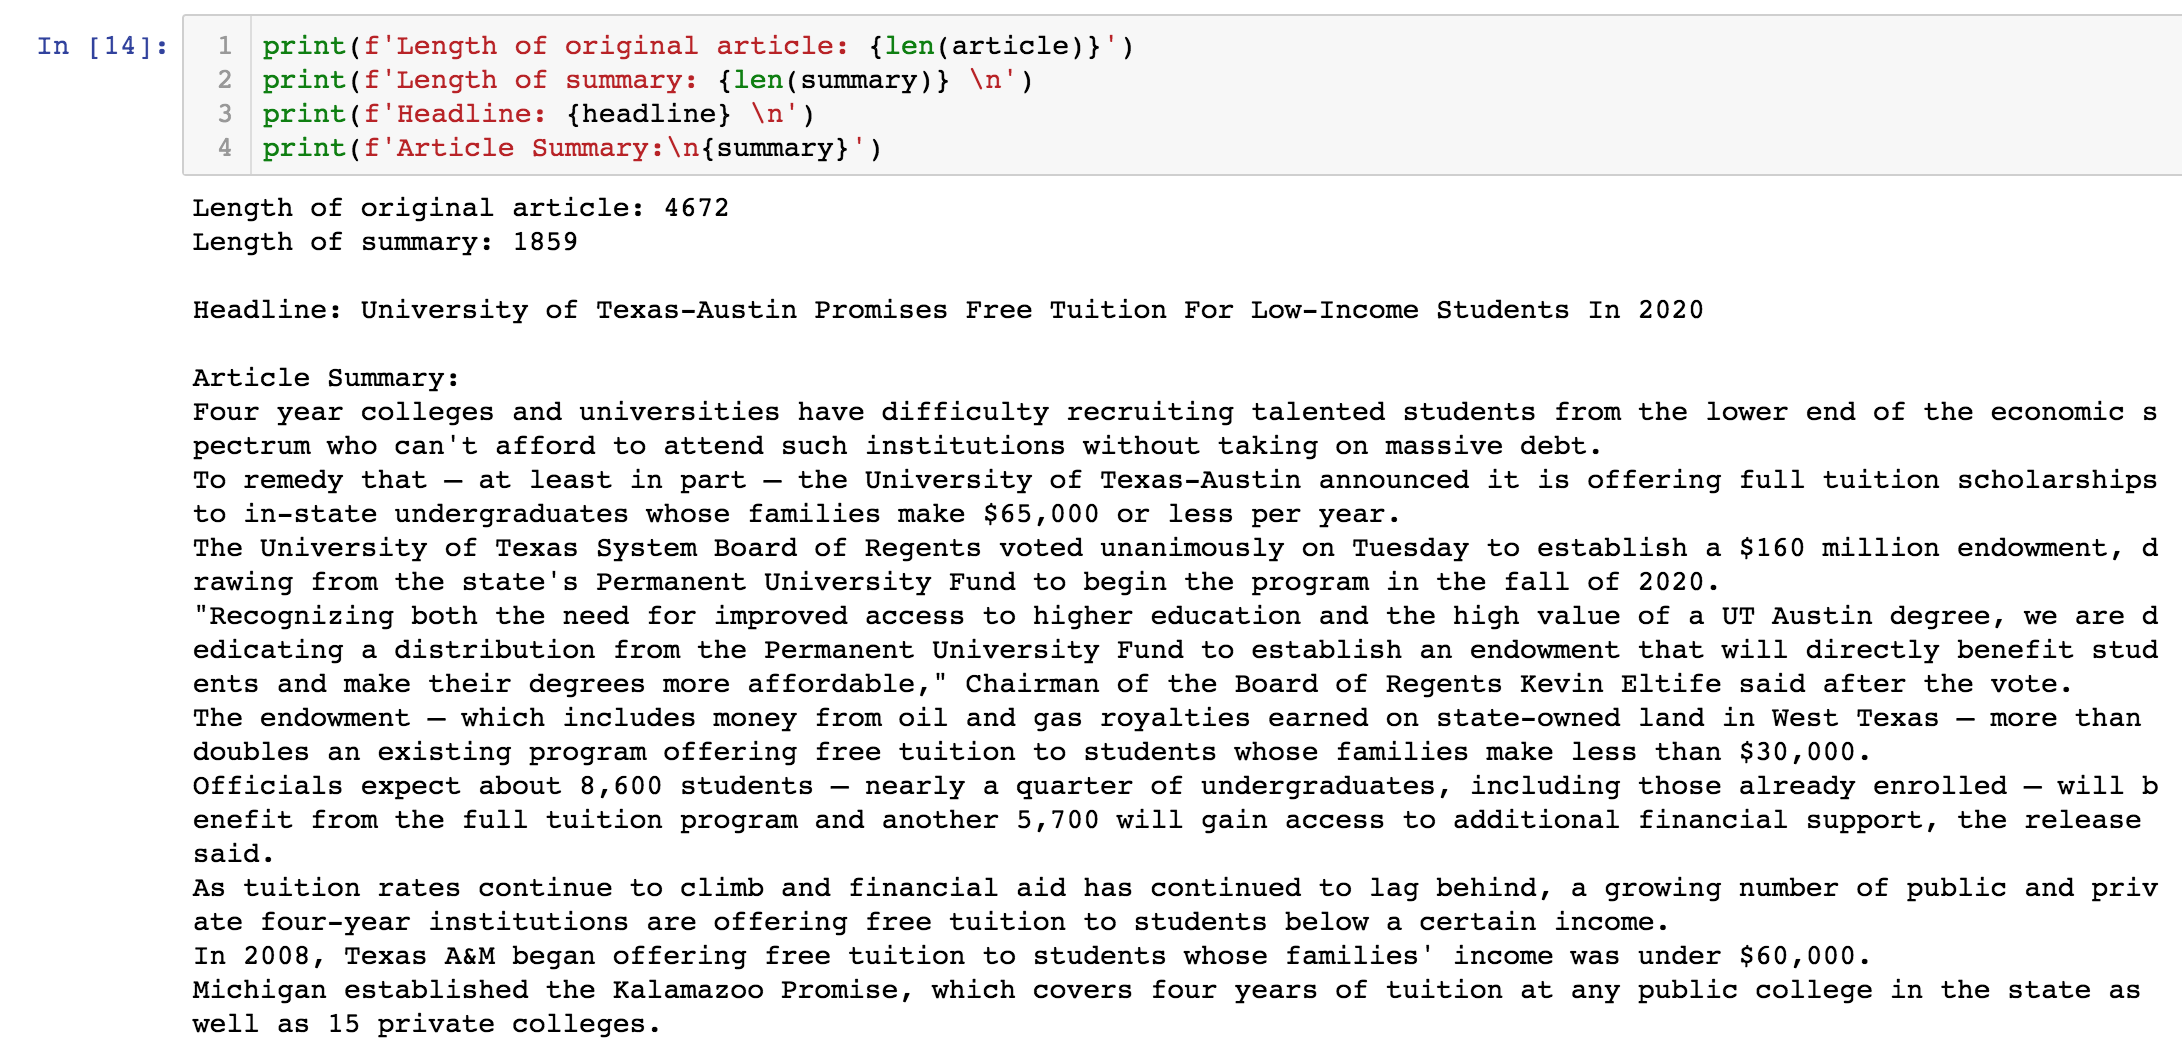 In [14]:
1 print(f'Length of original article: {len(article)}')
2 print(f'Length of summary: {len(summary)} \n')
3 print(f'Headline: {headline} \n')
4 print(f'Article Summary:\n{summary}')
Length of original article: 4672
Length of summary: 1859
Headline: University of Texas-Austin Promises Free Tuition For Low-Income Students In 2020
Article Summary:
Four year colleges and universities have difficulty recruiting talented students from the lower end of the economic s
pectrum who can't afford to attend such institutions without taking on massive debt.
To remedy that — at least in part — the University of Texas-Austin announced it is offering full tuition scholarships
to in-state undergraduates whose families make $65,000 or less per year.
The University of Texas System Board of Regents voted unanimously on Tuesday to establish a $160 million endowment, d
rawing from the state's Permanent University Fund to begin the program in the fall of 2020.
"Recognizing both the need for improved access to higher education and the high value of a UT Austin degree, we are d
edicating a distribution from the Permanent University Fund to establish an endowment that will directly benefit stud
ents and make their degrees more affordable," Chairman of the Board of Regents Kevin Eltife said after the vote.
The endowment — which includes money from oil and gas royalties earned on state-owned land in West Texas — more than
doubles an existing program offering free tuition to students whose families make less than $30,000.
Officials expect about 8,600 students — nearly a quarter of undergraduates, including those already enrolled — will b
enefit from the full tuition program and another 5,700 will gain access to additional financial support, the release
said.
As tuition rates continue to climb and financial aid has continued to lag behind, a growing number of public and priv
ate four-year institutions are offering free tuition to students below a certain income.
In 2008, Texas A&M began offering free tuition to students whose families' income was under $60,000.
Michigan established the Kalamazoo Promise, which covers four years of tuition at any public college in the state as
well as 15 private colleges.